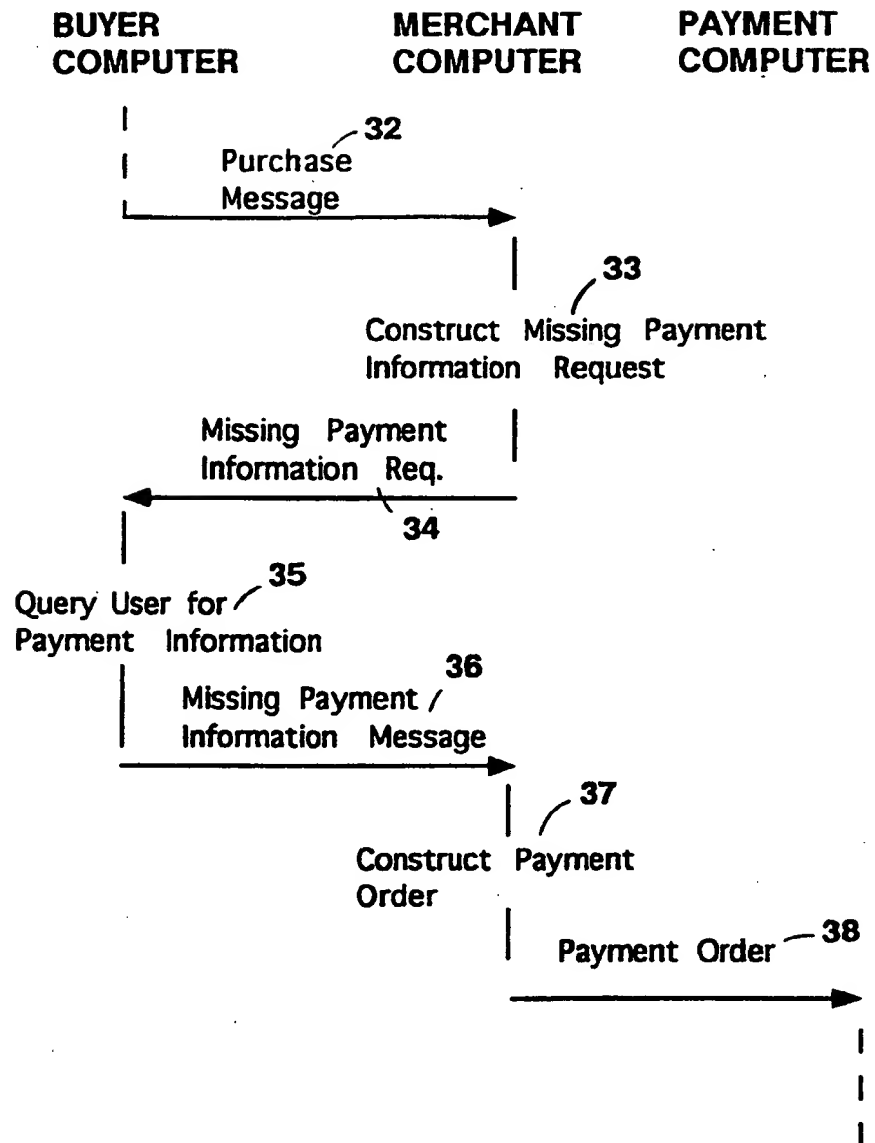 BUYER COMPUTER
MERCHANT COMPUTER
PAYMENT COMPUTER
32
Purchase
Message
33
Construct Missing Payment
Information Request
Missing Payment
Information Req.
34
35
Query User for
Payment Information
36
Missing Payment
Information Message
37
Construct Payment
Order
38
Payment Order